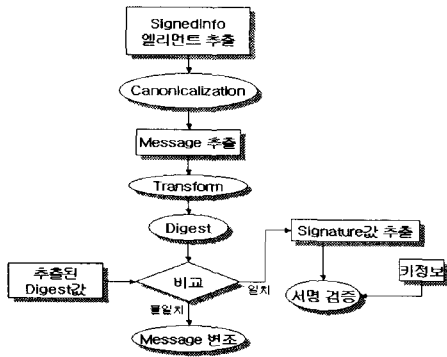 SignedInfo
엘리먼트 추출
Canonicalization
Message 추출
Transform
Digest
Signature값 추출
추출된
Digest값
비교
일치
불일치
키정보
서명 검증
Message 변조